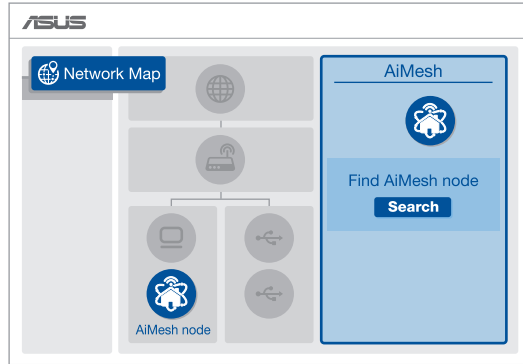 ASUS
Network Map
AiMesh
Find AiMesh node
Search
AiMesh node